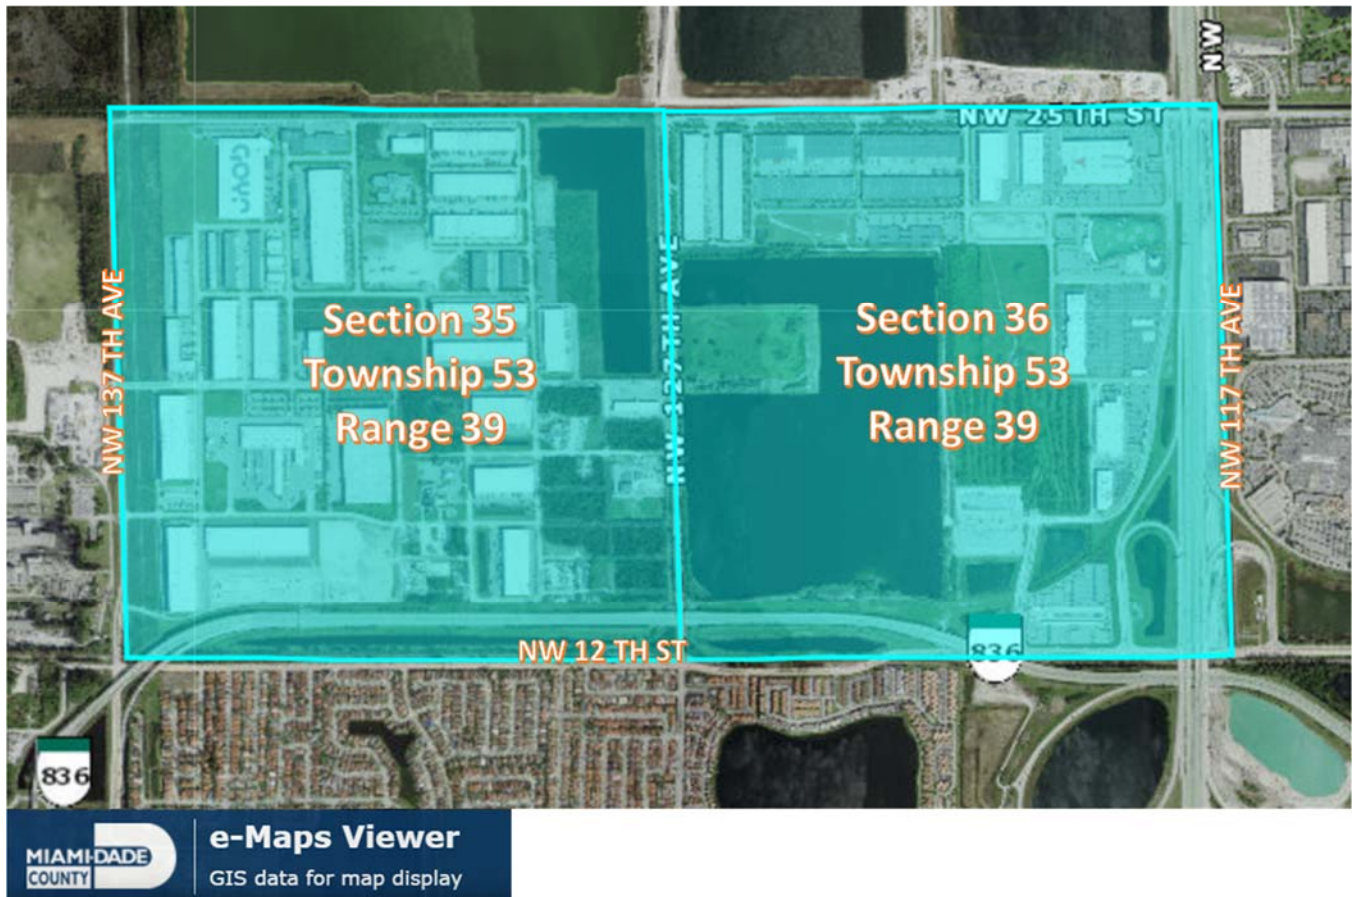 NW
NW 25TH ST
GOYC
NW 137 TH AVE
NW 127TH AVE
NW 117 TH AVE
Section 35
Township 53
Range 39
Section 36
Township 53
Range 39
NW 12 TH ST
836
836
MIAMI-DADE
COUNTY
e-Maps Viewer
GIS data for map display